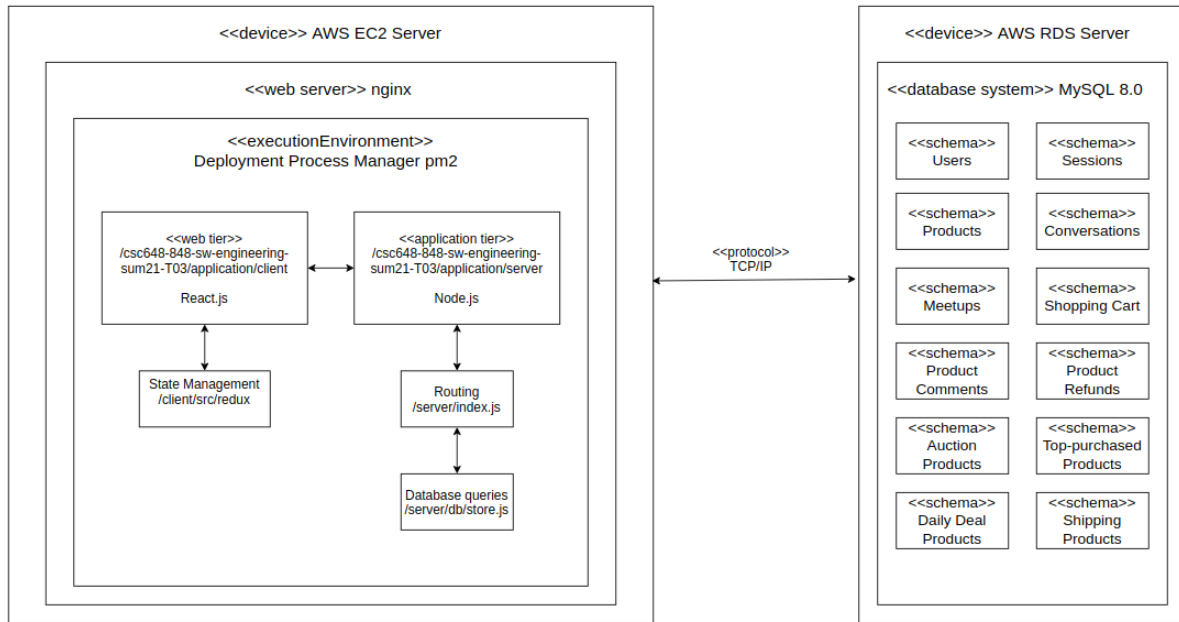 <<device>> AWS EC2 Server
<<web server>> nginx
<<executionEnvironment>>
Deployment Process Manager pm2
<<web tier>>
/csc648-848-sw-engineering-
sum21-T03/application/client
React.js
<<application tier>>
/csc648-848-sw-engineering-
sum21-T03/application/server
Node.js
State Management
/client/src/redux
Routing
/server/index.js
Database queries
/server/db/store.js
<<protocol>>
TCP/IP
<<device>> AWS RDS Server
<<database system>> MySQL 8.0
<<schema>>
Users
<<schema>>
Sessions
<<schema>>
Products
<<schema>>
Conversations
<<schema>>
Meetups
<<schema>>
Shopping Cart
<<schema>>
Product
Comments
<<schema>>
Product
Refunds
<<schema>>
Auction
Products
<<schema>>
Top-purchased
Products
<<schema>>
Daily Deal
Products
<<schema>>
Shipping
Products